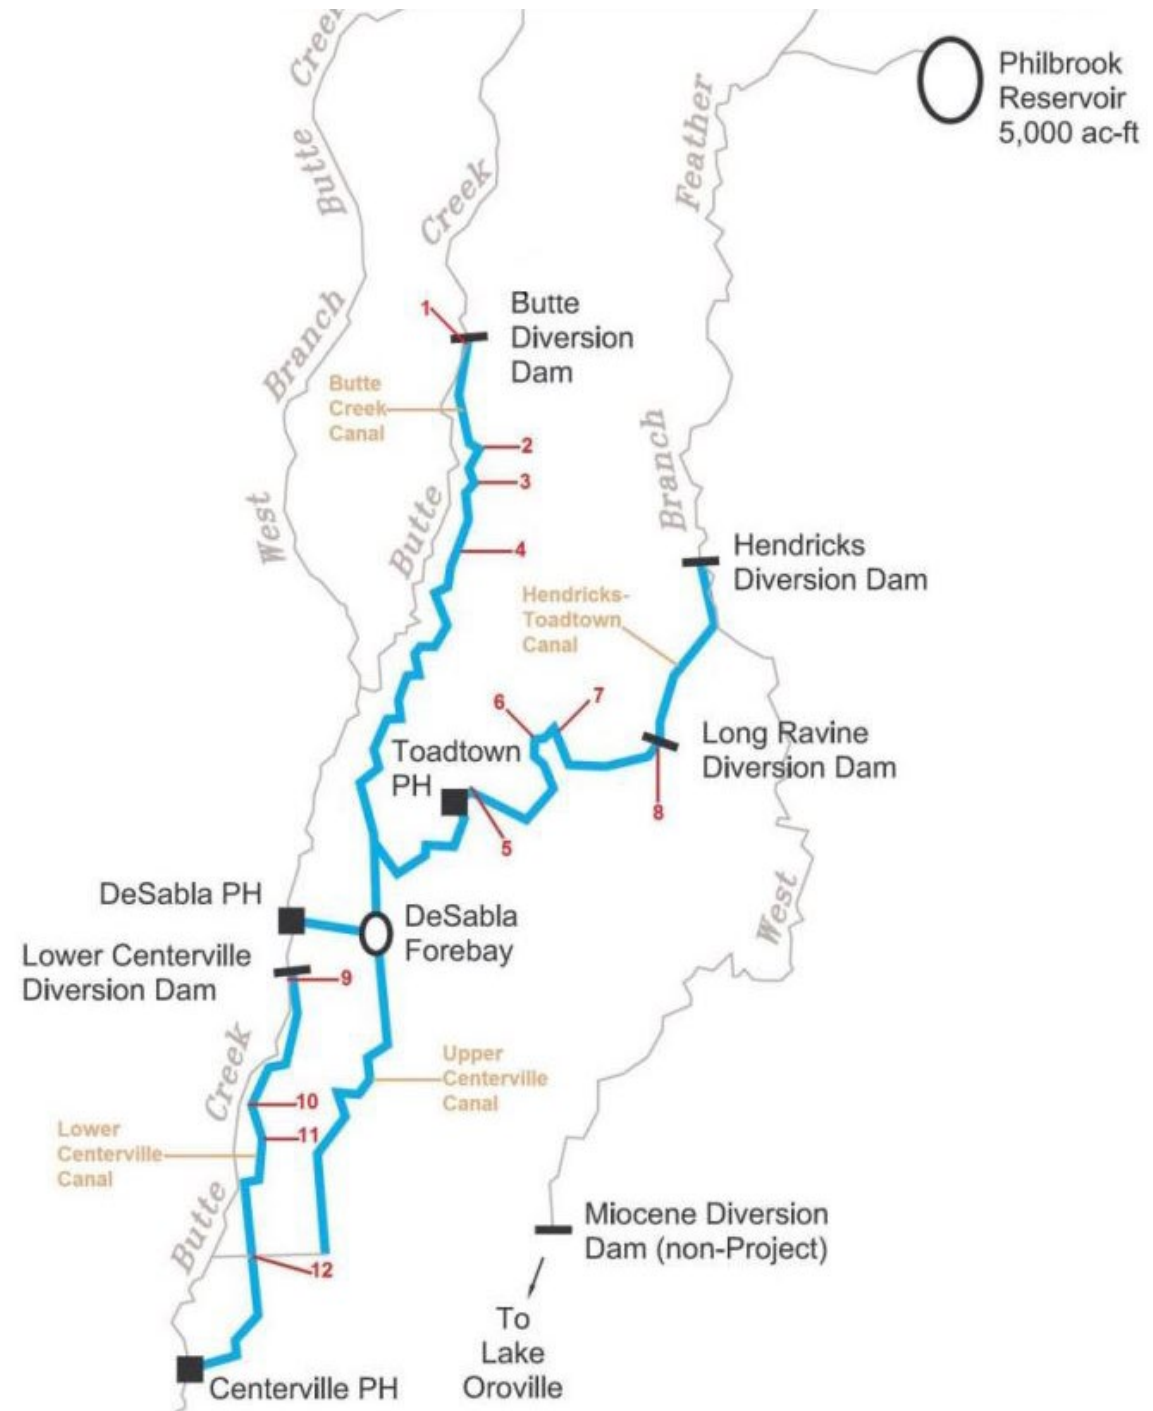 Creek
Butte
Branch
West
Creek
Butte
Feather
Branch
West
Philbrook
Reservoir
5,000 ac-ft
1
Butte
Diversion
Dam
Butte
Creek
Canal
2
3
4
Hendricks
Diversion Dam
Hendricks-
Toadtown
Canal
6
7
Toadtown
PH
Long Ravine
Diversion Dam
8
5
DeSabla PH
DeSabla
Forebay
Lower Centerville
Diversion Dam
9
Creek
Butte
Upper
Centerville
Canal
10
11
Lower
Centerville
Canal
12
Miocene Diversion
Dam (non-Project)
To
Lake
Oroville
Centerville PH